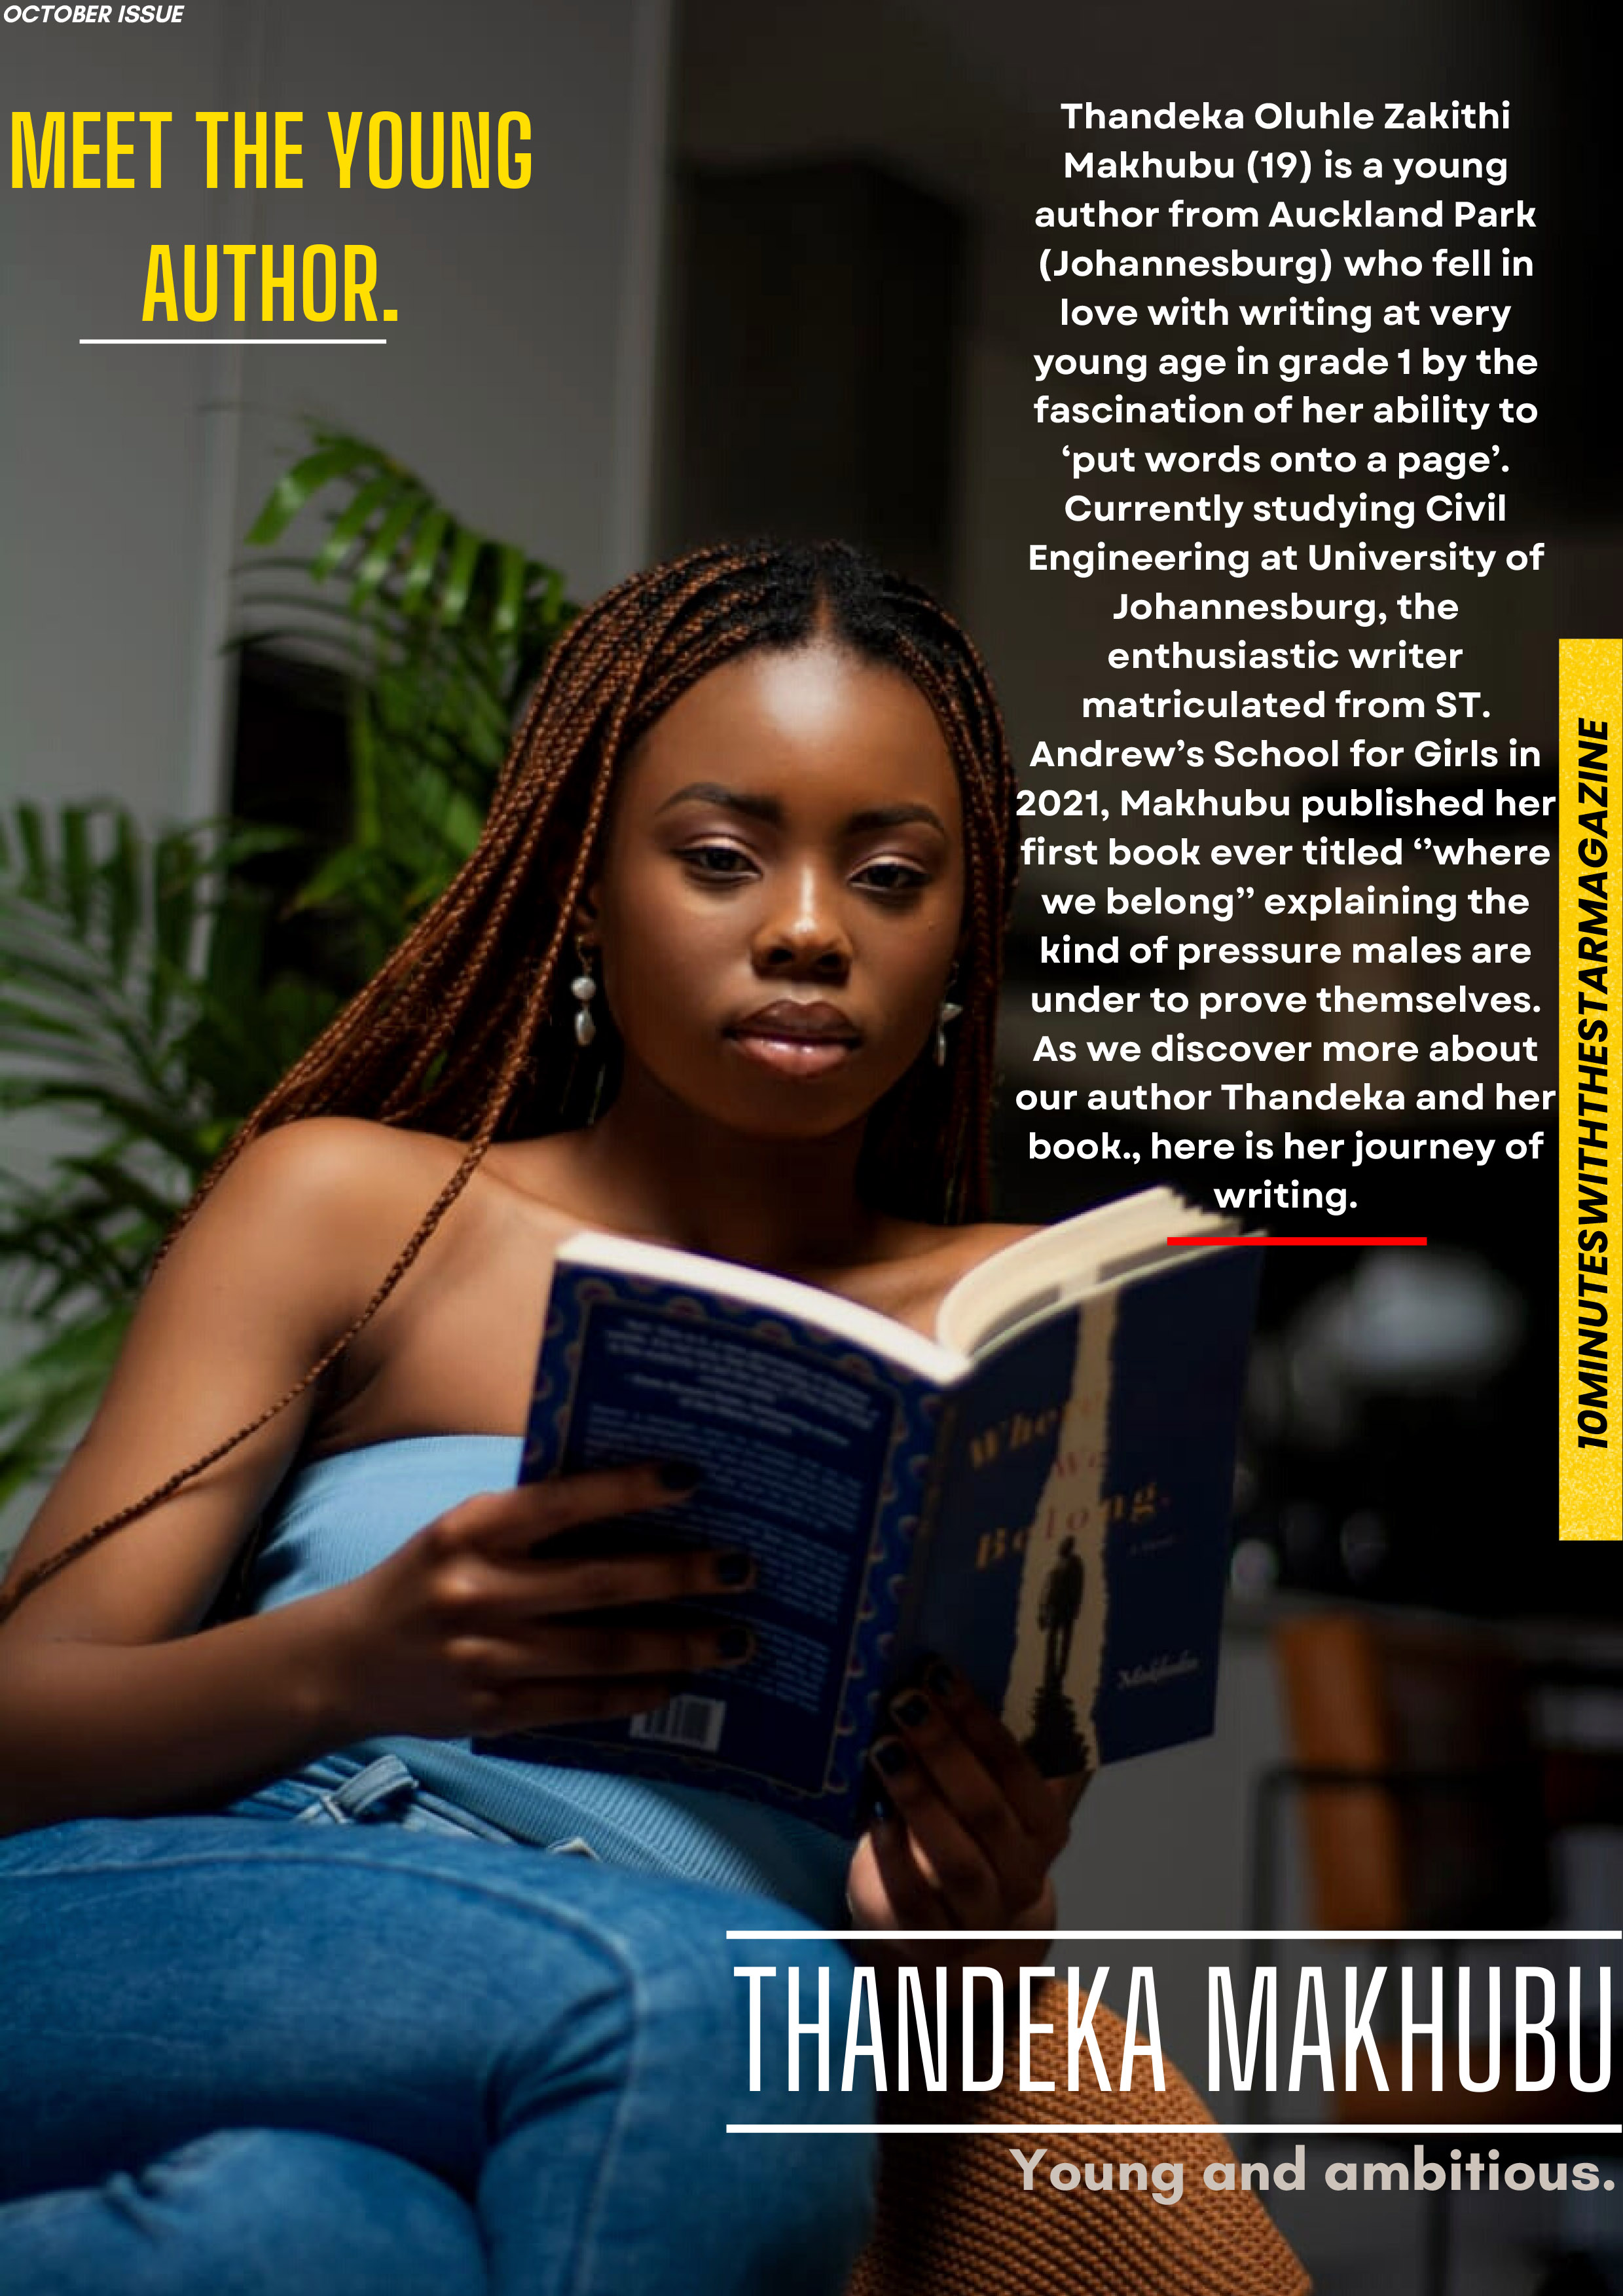 OCTOBER ISSUE
MEET THE YOUNG
AUTHOR.
Thandeka Oluhle Zakithi
Makhubu (19) is a young
author from Auckland Park
(Johannesburg) who fell in
love with writing at very
young age in grade 1 by the
fascination of her ability to
‘put words onto a page’.
Currently studying Civil
Engineering at University of
Johannesburg, the
enthusiastic writer
matriculated from ST.
Andrew’s School for Girls in
2021, Makhubu published her
first book ever titled ‘’where
we belong’’ explaining the
kind of pressure males are
under to prove themselves.
As we discover more about
our author Thandeka and her
book., here is her journey of
writing.
10MINUTESWITHTHESTARMAGAZINE
Where
We
Belong.
Makhubu
THANDEKA MAKHUBU
Young and ambitious.